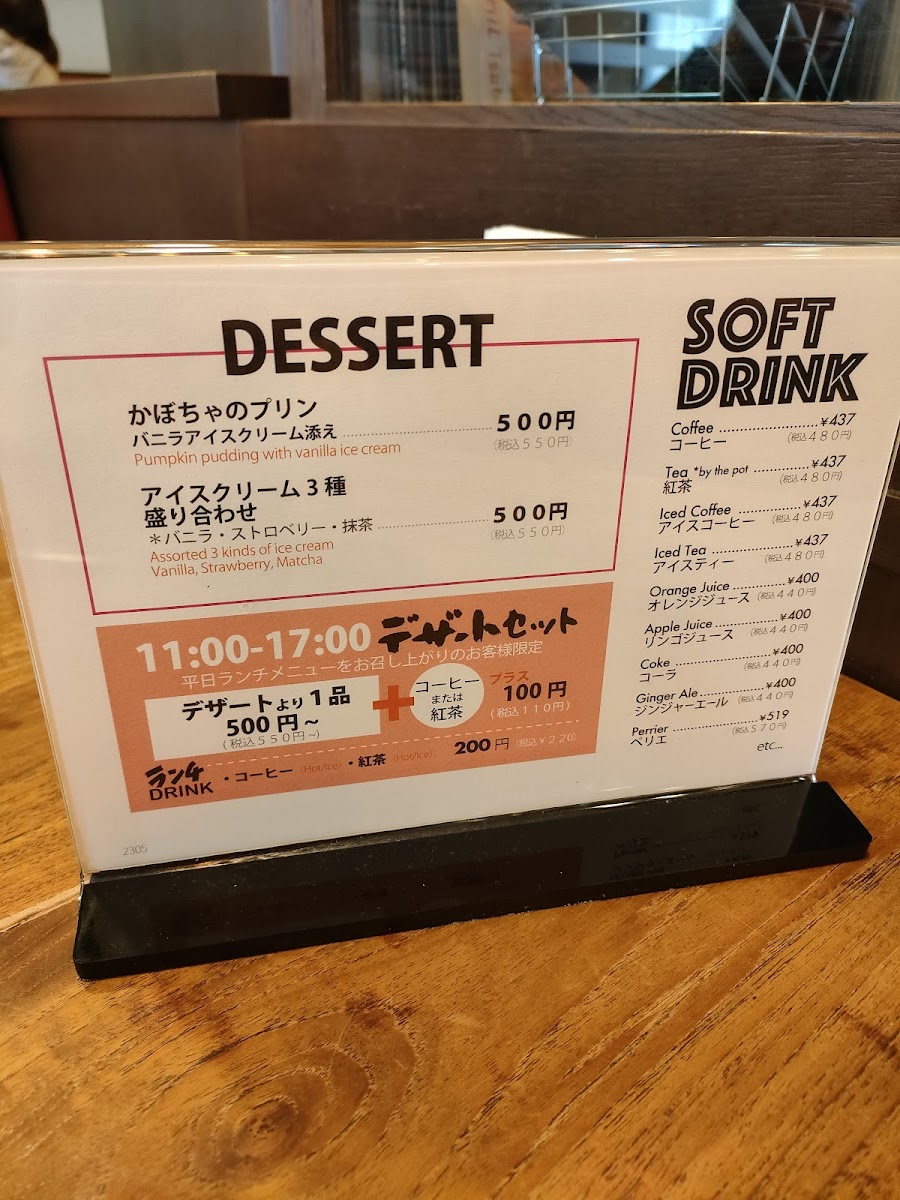 DESSERT
かぼちゃのプリン
バニラアイスクリーム添え 500円
(税込550円)
Pumpkin pudding with vanilla ice cream
アイスクリーム3種
盛り合わせ
*バニラ・ストロベリー・抹茶 500円
(税込550円)
Assorted 3 kinds of ice cream
Vanilla, Strawberry, Matcha
11:00-17:00 デザートセット
平日ランチメニューをお召し上がりのお客様限定
デザートより1品
500円~
(税込550円~)
+
コーヒー
または
紅茶
プラス
100円
(税込110円)
ランチ
DRINK ・コーヒー (Hot/Ice) ・紅茶 (Hot/Ice) 200円 (税込¥220)
2305
SOFT
DRINK
Coffee ¥437
コーヒー (税込480円)
Tea *by the pot ¥437
紅茶 (税込480円)
Iced Coffee ¥437
アイスコーヒー (税込480円)
Iced Tea ¥437
アイスティー (税込480円)
Orange Juice ¥400
オレンジジュース (税込440円)
Apple Juice ¥400
リンゴジュース (税込440円)
Coke ¥400
コーラ (税込440円)
Ginger Ale ¥400
ジンジャーエール (税込440円)
Perrier ¥519
ペリエ (税込570円)
etc...